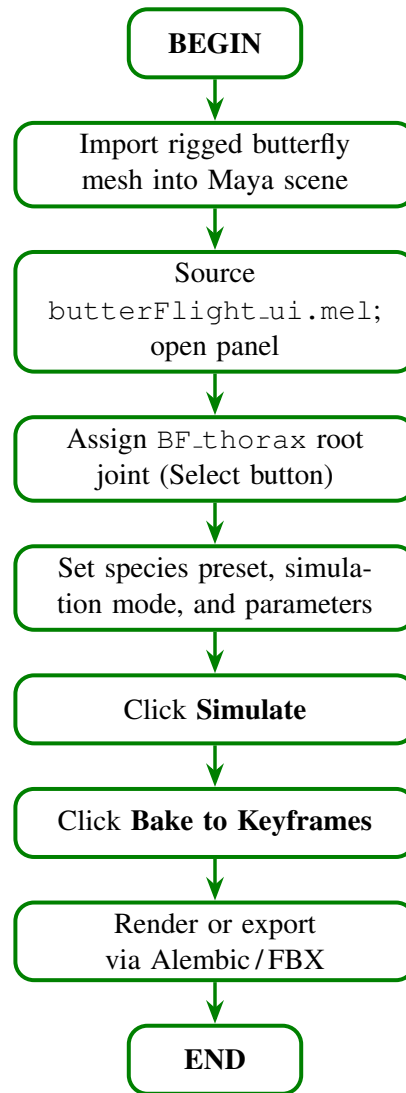 BEGIN
Import rigged butterfly
mesh into Maya scene
Source
butterFlight_ui.mel;
open panel
Assign BF_thorax root
joint (Select button)
Set species preset, simula-
tion mode, and parameters
Click Simulate
Click Bake to Keyframes
Render or export
via Alembic/FBX
END